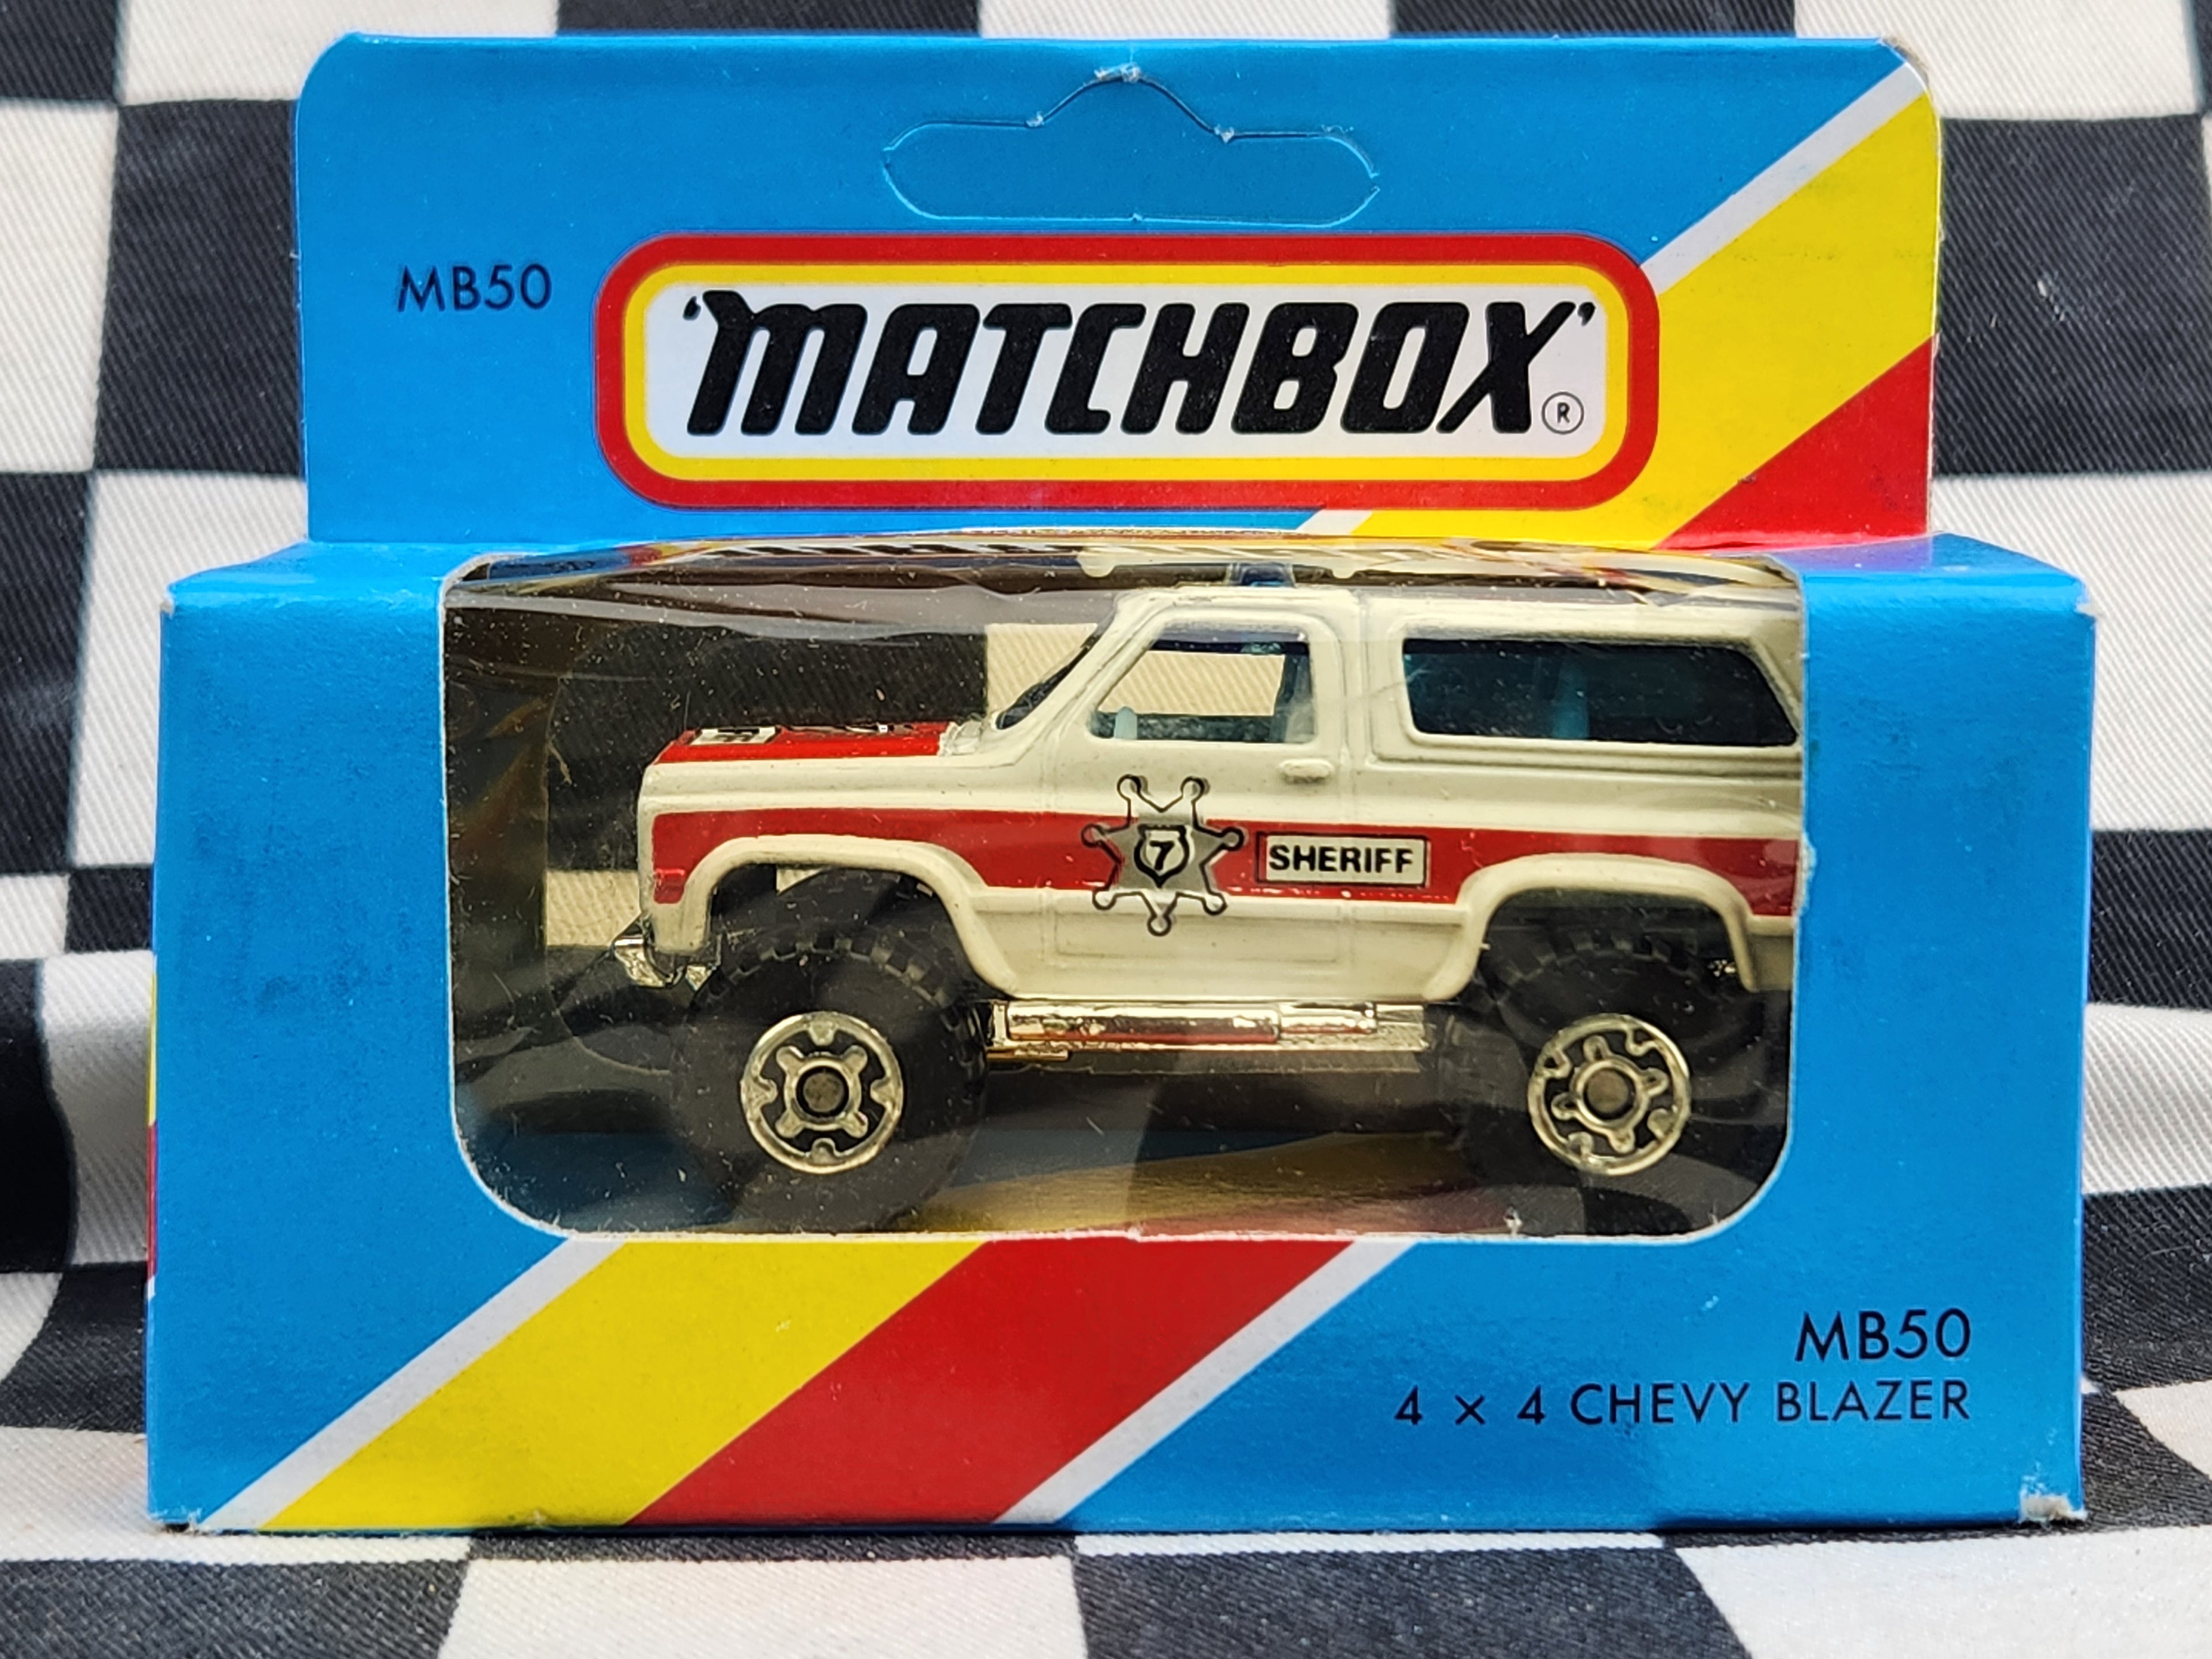 MB50
'MATCHBOX'®
7
SHERIFF
MB50
4 × 4 CHEVY BLAZER